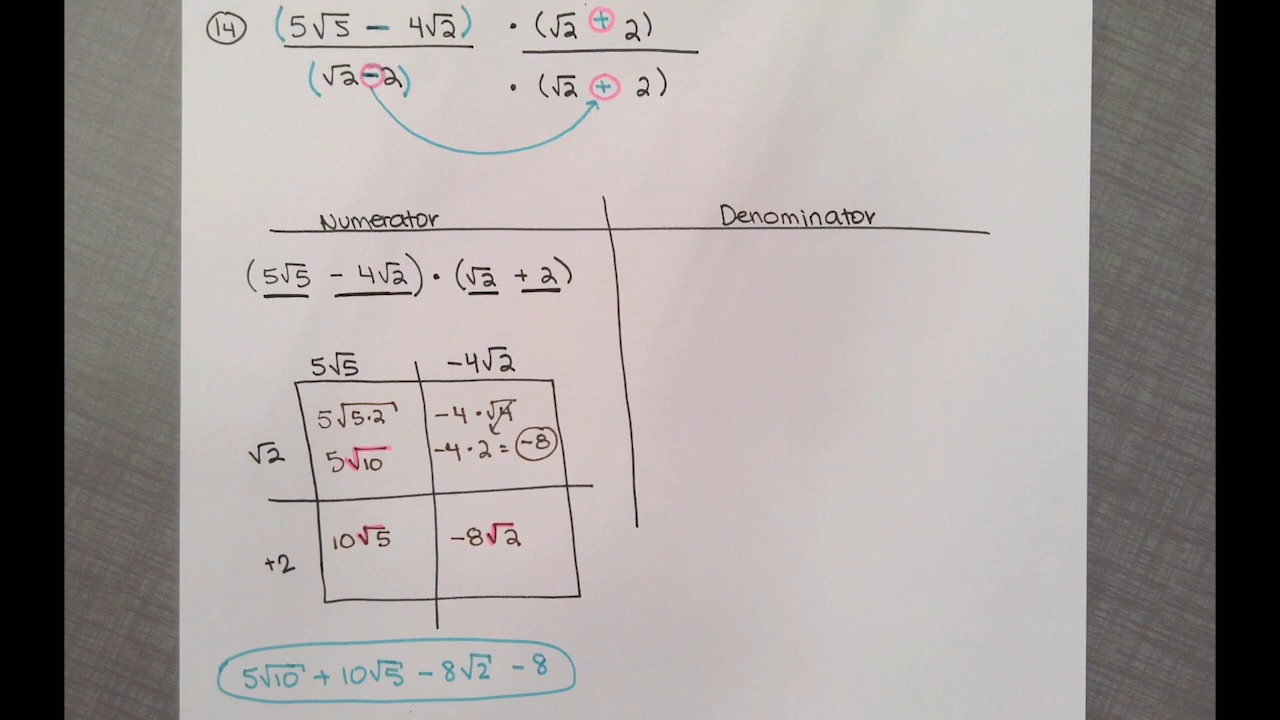 14 (5√5 − 4√2) · (√2 + 2)
(√2 − 2) · (√2 + 2)
Numerator
Denominator
(5√5 − 4√2) · (√2 + 2)
5√5 −4√2
5√5·2 −4 · √4
√2 5√10 −4 · 2 = −8
+2 10√5 −8√2
5√10 + 10√5 − 8√2 − 8